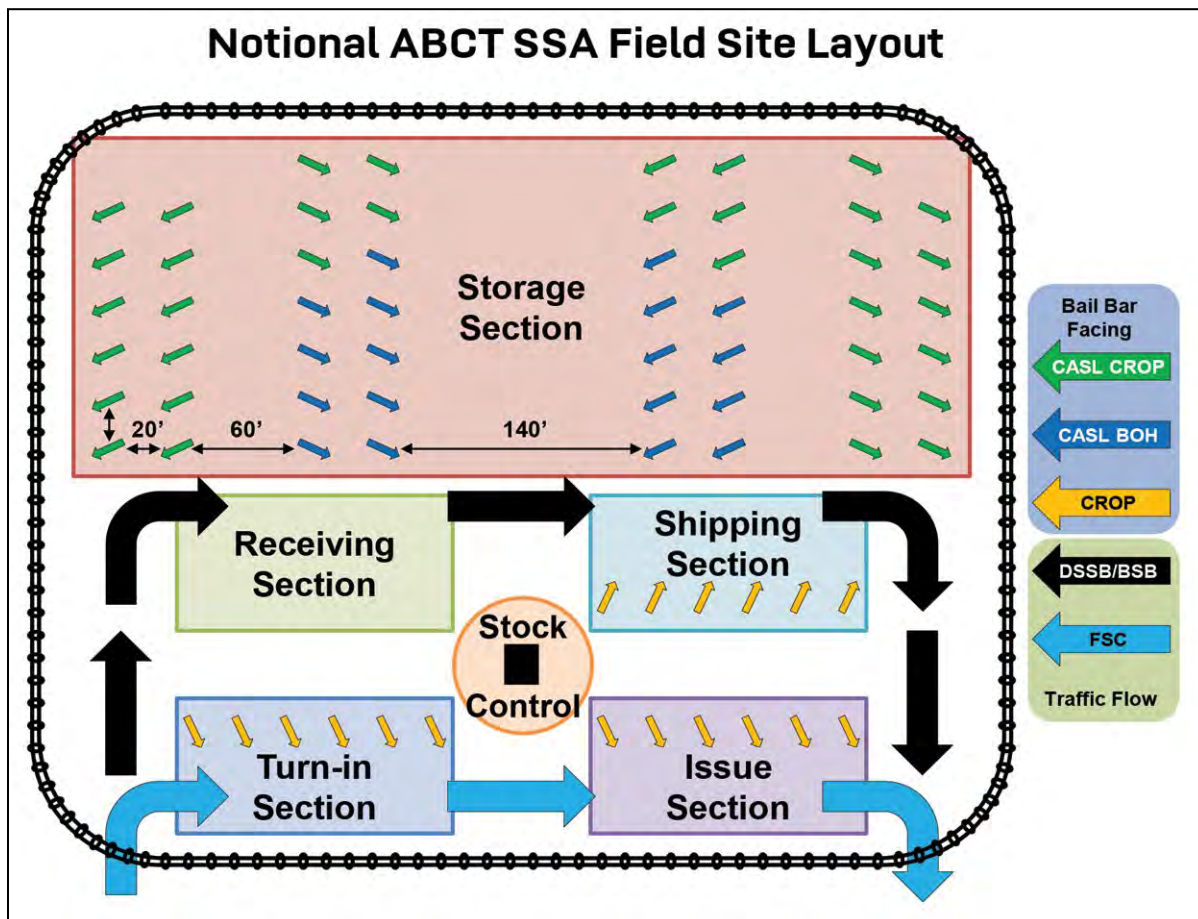 Notional ABCT SSA Field Site Layout
Storage
Section
20'
60'
140'
Receiving
Section
Shipping
Section
Stock
Control
Turn-in
Section
Issue
Section
Bail Bar
Facing
CASL CROP
CASL BOH
CROP
DSSB/BSB
FSC
Traffic Flow